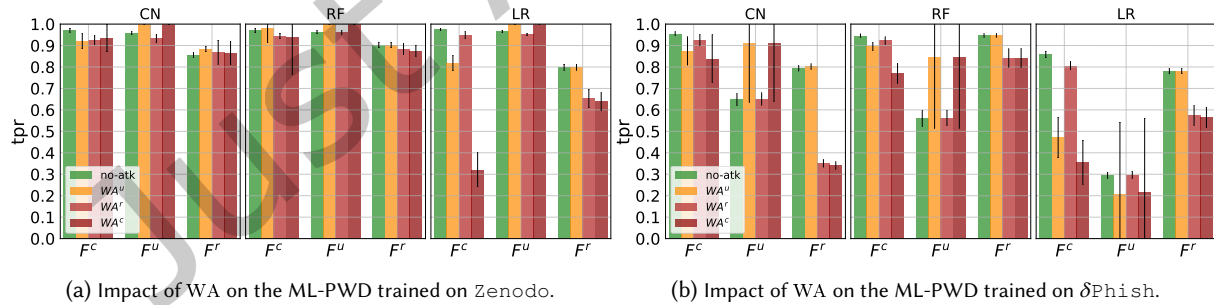 CN RF LR
1.0
0.9
0.8
0.7
0.6
0.5
0.4
0.3
0.2
0.1
0.0
tpr
no-atk
WA^u
WA^r
WA^c
F^c F^u F^r F^c F^u F^r F^c F^u F^r
(a) Impact of WA on the ML-PWD trained on Zenodo.
CN RF LR
1.0
0.9
0.8
0.7
0.6
0.5
0.4
0.3
0.2
0.1
0.0
tpr
no-atk
WA^u
WA^r
WA^c
F^c F^u F^r F^c F^u F^r F^c F^u F^r
(b) Impact of WA on the ML-PWD trained on δPhish.
Just